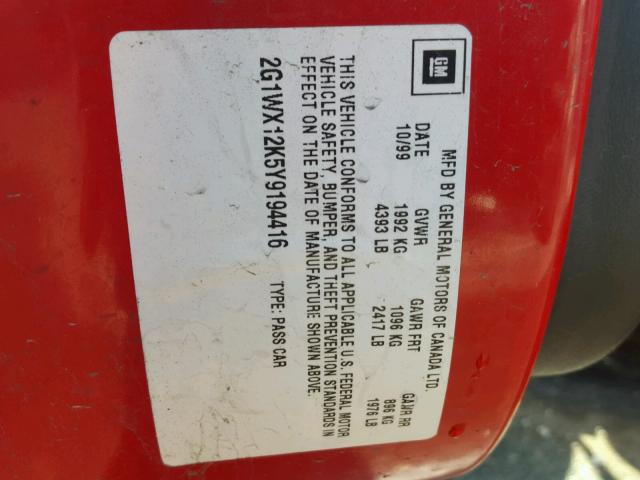 GM
MFD BY GENERAL MOTORS OF CANADA LTD.
DATE GVWR GAWR FRT GAWR RR
10/99 1992 KG 1096 KG 896 KG
4393 LB 2417 LB 1976 LB
THIS VEHICLE CONFORMS TO ALL APPLICABLE U.S. FEDERAL MOTOR
VEHICLE SAFETY, BUMPER, AND THEFT PREVENTION STANDARDS IN
EFFECT ON THE DATE OF MANUFACTURE SHOWN ABOVE.
2G1WX12K5Y9194416 TYPE: PASS CAR